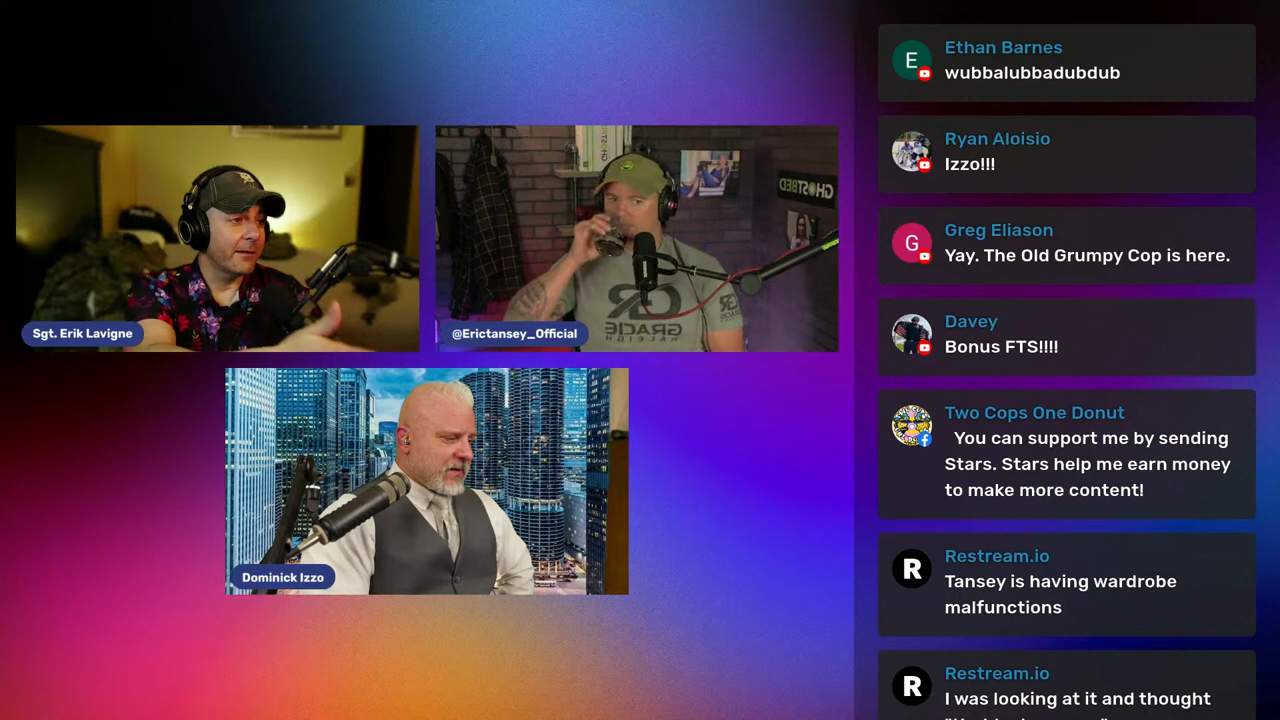 Ethan Barnes
wubbalubbadubdub
Ryan Aloisio
Izzo!!!
Greg Eliason
Yay. The Old Grumpy Cop is here.
Davey
Bonus FTS!!!!
Two Cops One Donut
You can support me by sending
Stars. Stars help me earn money
to make more content!
Restream.io
Tansey is having wardrobe
malfunctions
Restream.io
I was looking at it and thought
Sgt. Erik Lavigne
@Erictansey_Official
Dominick Izzo
GHOSTBED
GRACIE
RALEIGH
E
G
R
R